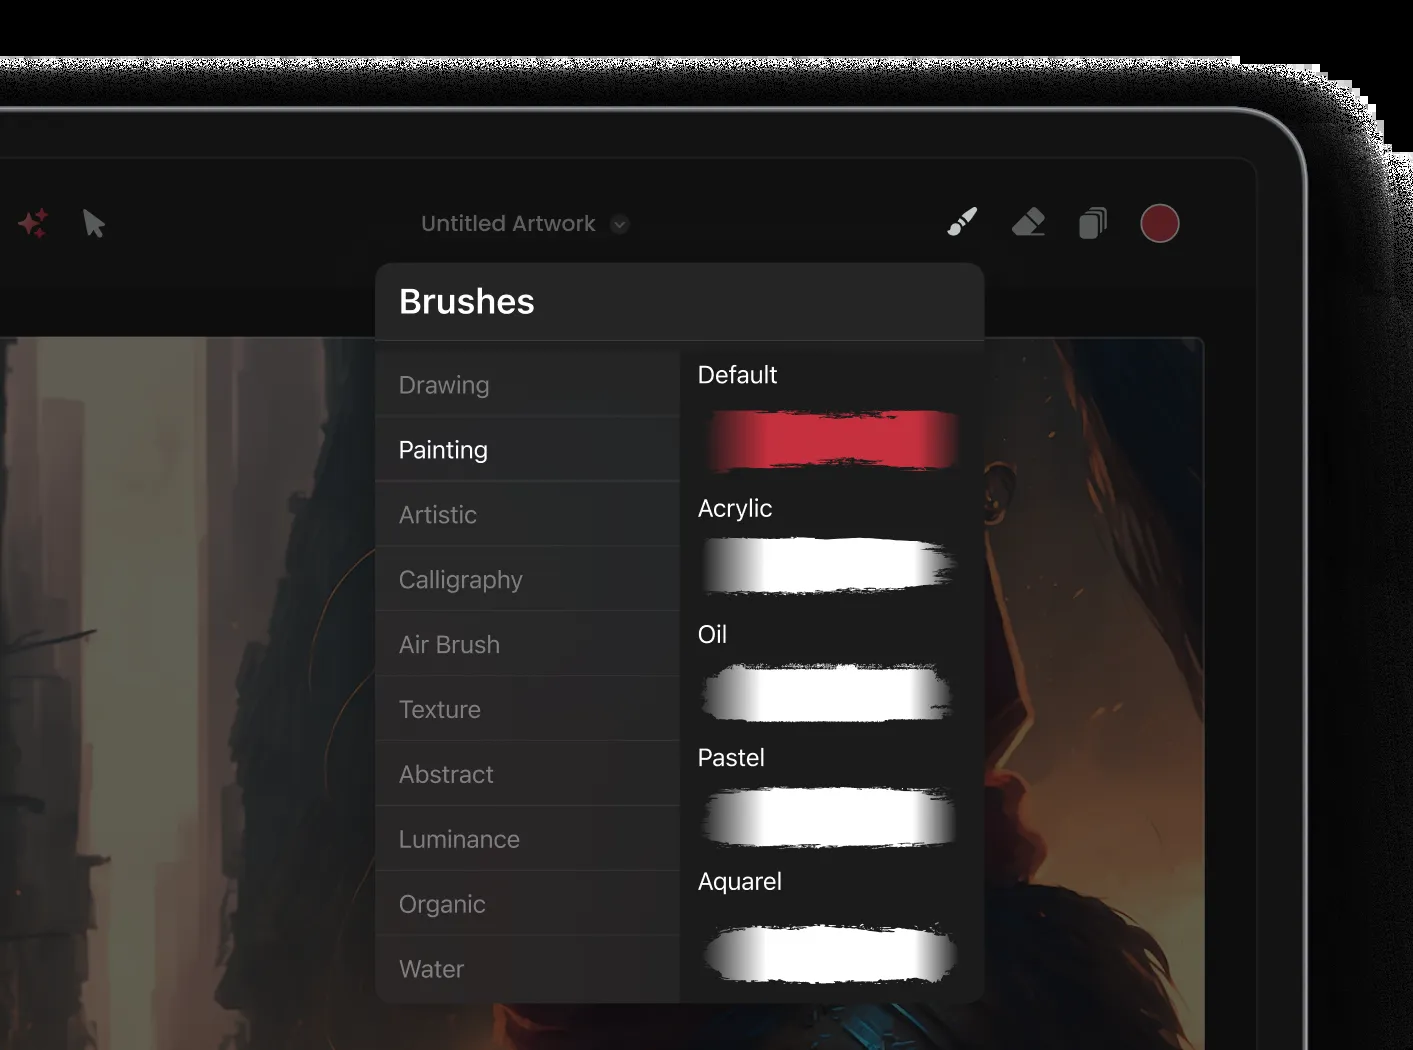 Untitled Artwork
Brushes
Drawing
Painting
Artistic
Calligraphy
Air Brush
Texture
Abstract
Luminance
Organic
Water
Default
Acrylic
Oil
Pastel
Aquarel